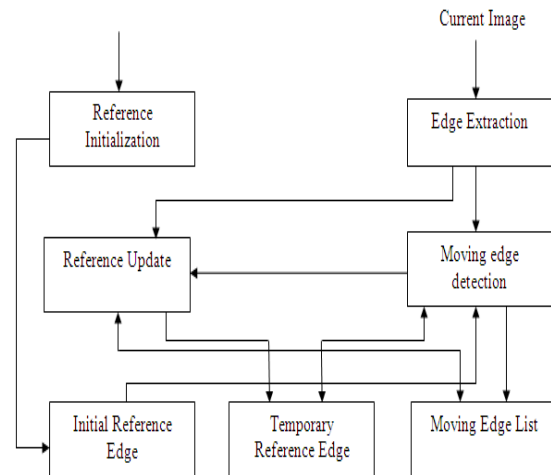 Current Image
Reference
Initialization
Edge Extraction
Reference Update
Moving edge
detection
Initial Reference
Edge
Temporary
Reference Edge
Moving Edge List